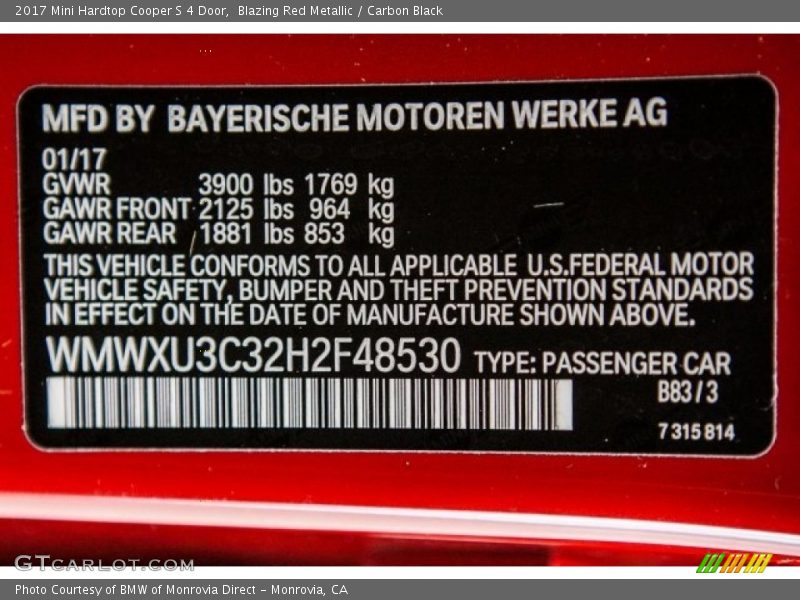 2017 Mini Hardtop Cooper S 4 Door,  Blazing Red Metallic / Carbon Black
MFD BY BAYERISCHE MOTOREN WERKE AG
01/17
GVWR 3900 lbs 1769 kg
GAWR FRONT 2125 lbs 964 kg
GAWR REAR 1881 lbs 853 kg
THIS VEHICLE CONFORMS TO ALL APPLICABLE U.S.FEDERAL MOTOR
VEHICLE SAFETY, BUMPER AND THEFT PREVENTION STANDARDS
IN EFFECT ON THE DATE OF MANUFACTURE SHOWN ABOVE.
WMWXU3C32H2F48530 TYPE: PASSENGER CAR
B83 / 3
7 315 814
GTCARLOT.COM
Photo Courtesy of BMW of Monrovia Direct – Monrovia, CA